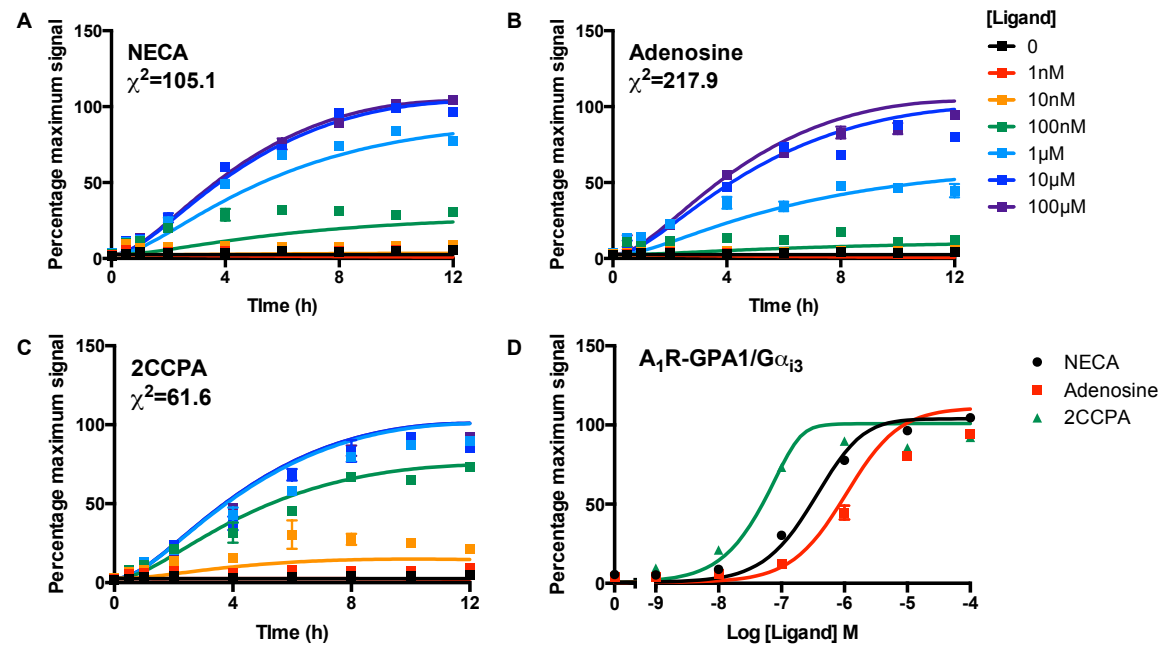 A
NECA
χ²=105.1
Percentage maximum signal
150
100
50
0
0
4
8
12
TIme (h)
B
Adenosine
χ²=217.9
Percentage maximum signal
150
100
50
0
0
4
8
12
TIme (h)
[Ligand]
0
1nM
10nM
100nM
1µM
10µM
100µM
C
2CCPA
χ²=61.6
Percentage maximum signal
150
100
50
0
0
4
8
12
TIme (h)
D
A₁R-GPA1/Gαᵢ₃
Percentage maximum signal
150
100
50
0
0
-9
-8
-7
-6
-5
-4
Log [Ligand] M
NECA
Adenosine
2CCPA